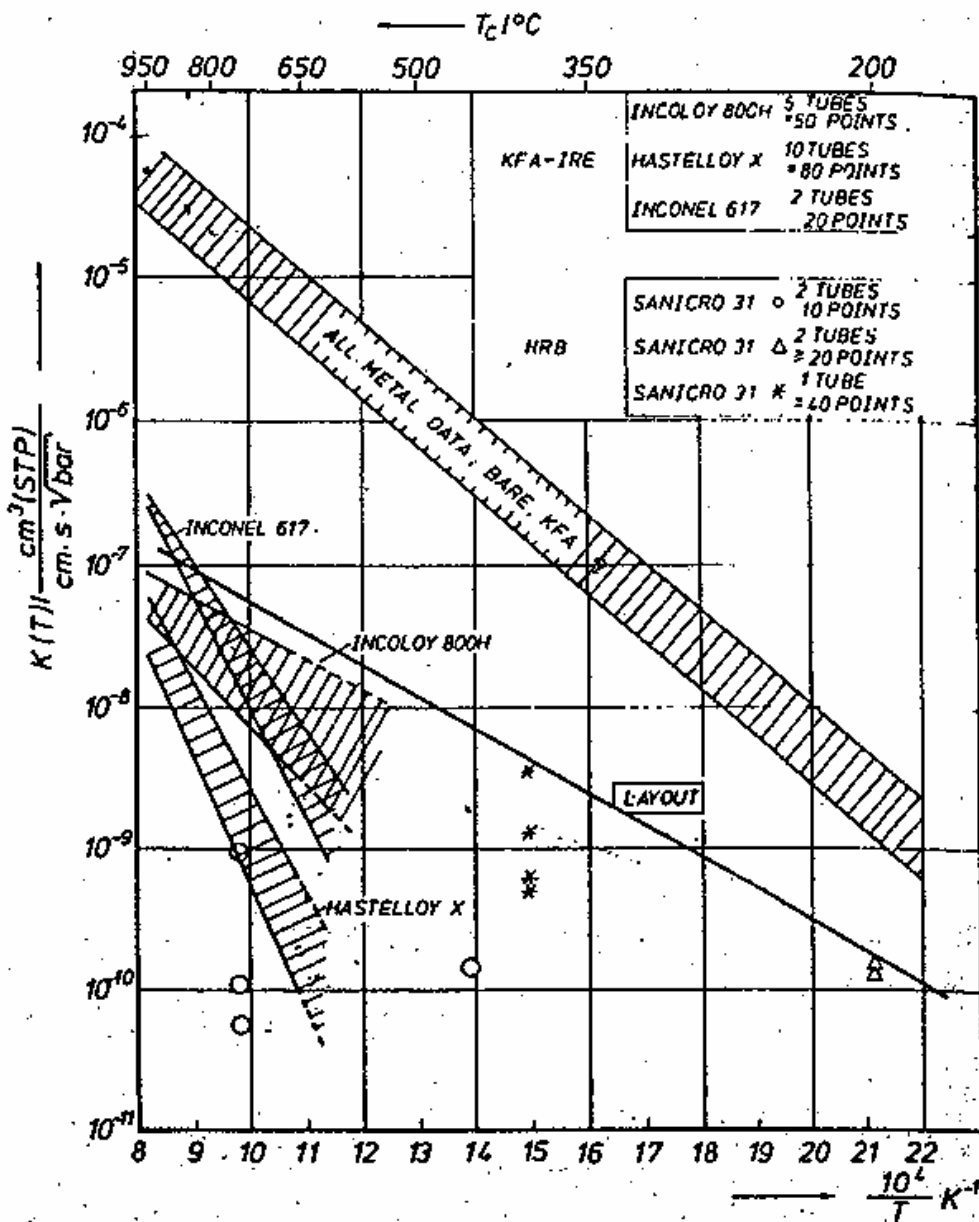 T_C / °C
950 800 650 500 350 200
INCOLOY 800H 5 TUBES
≈50 POINTS
KFA-IRE HASTELLOY X 10 TUBES
≈80 POINTS
INCONEL 617 2 TUBES
20 POINTS
SANICRO 31 ○ 2 TUBES
10 POINTS
HRB SANICRO 31 △ 2 TUBES
≥20 POINTS
SANICRO 31 * 1 TUBE
=40 POINTS
10⁻⁴
10⁻⁵
10⁻⁶
10⁻⁷
10⁻⁸
10⁻⁹
10⁻¹⁰
10⁻¹¹
K(T)/ cm³(STP)
cm·s·√bar
ALL METAL DATA, BARE, KFA
INCONEL 617
INCOLOY 800H
LAYOUT
HASTELLOY X
8 9 10 11 12 13 14 15 16 17 18 19 20 21 22
10⁴
T K⁻¹